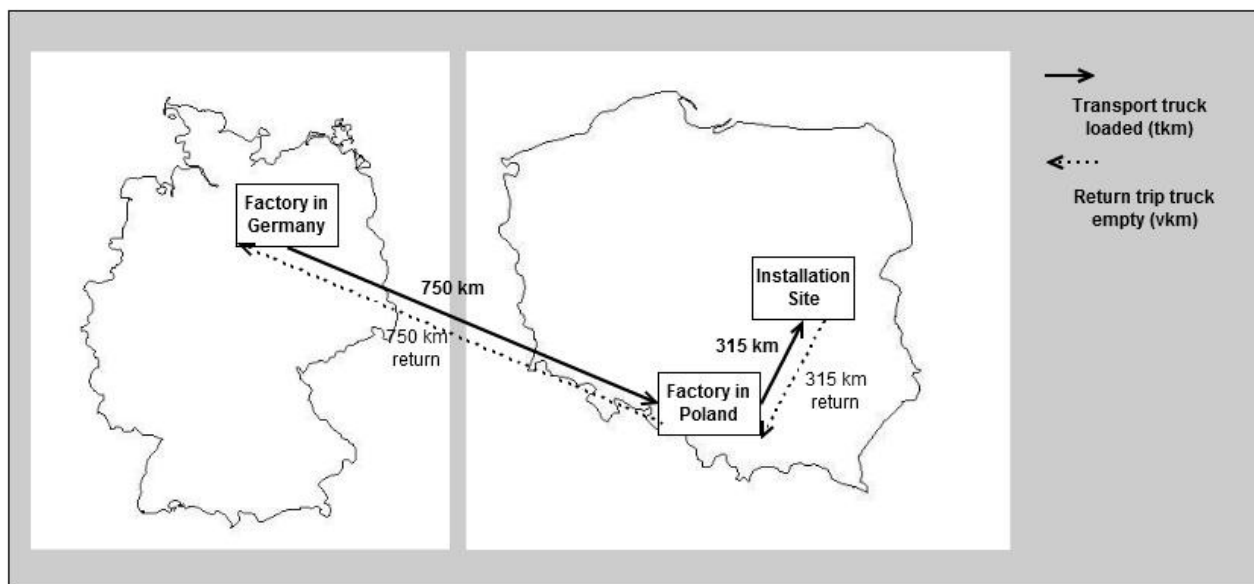 Factory in
Germany
750 km
750 km
return
Installation
Site
315 km
315 km
return
Factory in
Poland
Transport truck
loaded (tkm)
Return trip truck
empty (vkm)